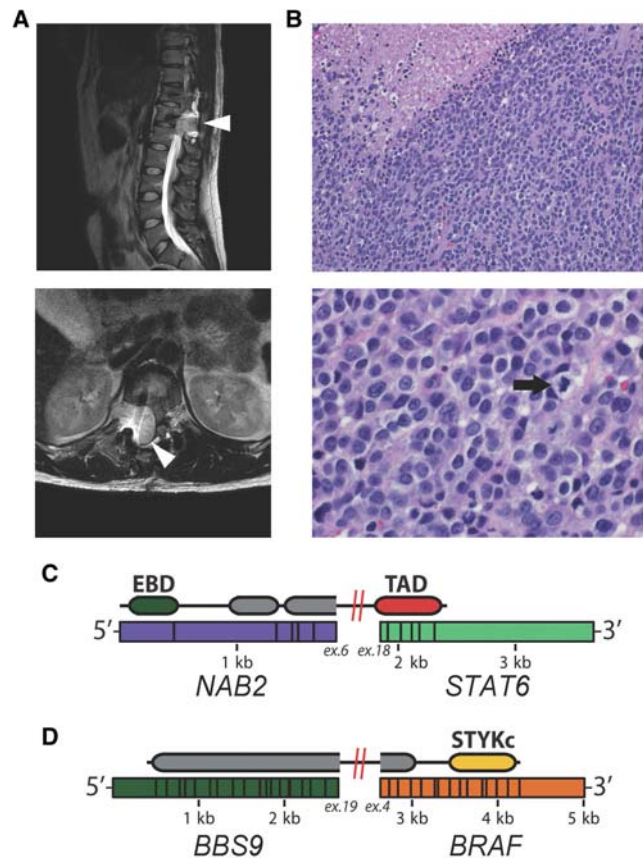 A
B
C
EBD
TAD
5′
3′
ex.6
ex.18
1 kb
2 kb
3 kb
NAB2
STAT6
D
STYKc
5′
3′
1 kb
2 kb
ex.19
ex.4
3 kb
4 kb
5 kb
BBS9
BRAF